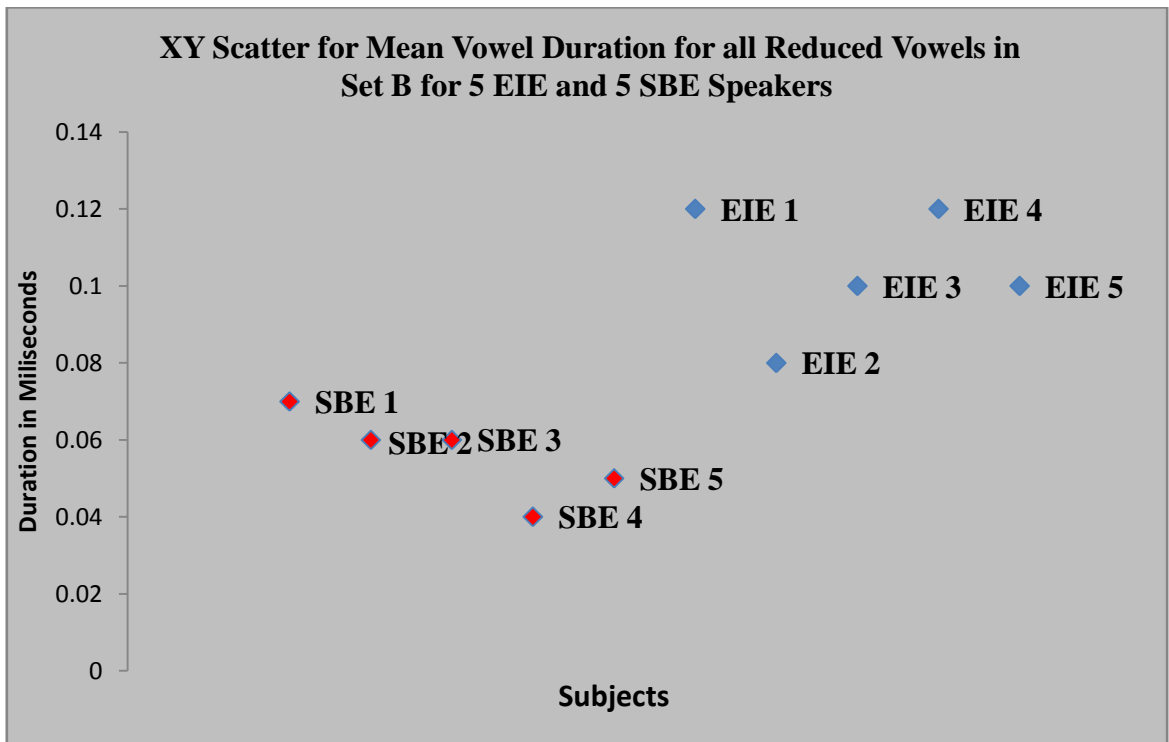 XY Scatter for Mean Vowel Duration for all Reduced Vowels in
Set B for 5 EIE and 5 SBE Speakers
0.14
0.12
0.1
0.08
0.06
0.04
0.02
0
Duration in Miliseconds
EIE 1
EIE 4
EIE 3
EIE 5
EIE 2
SBE 1
SBE 2
SBE 3
SBE 5
SBE 4
Subjects